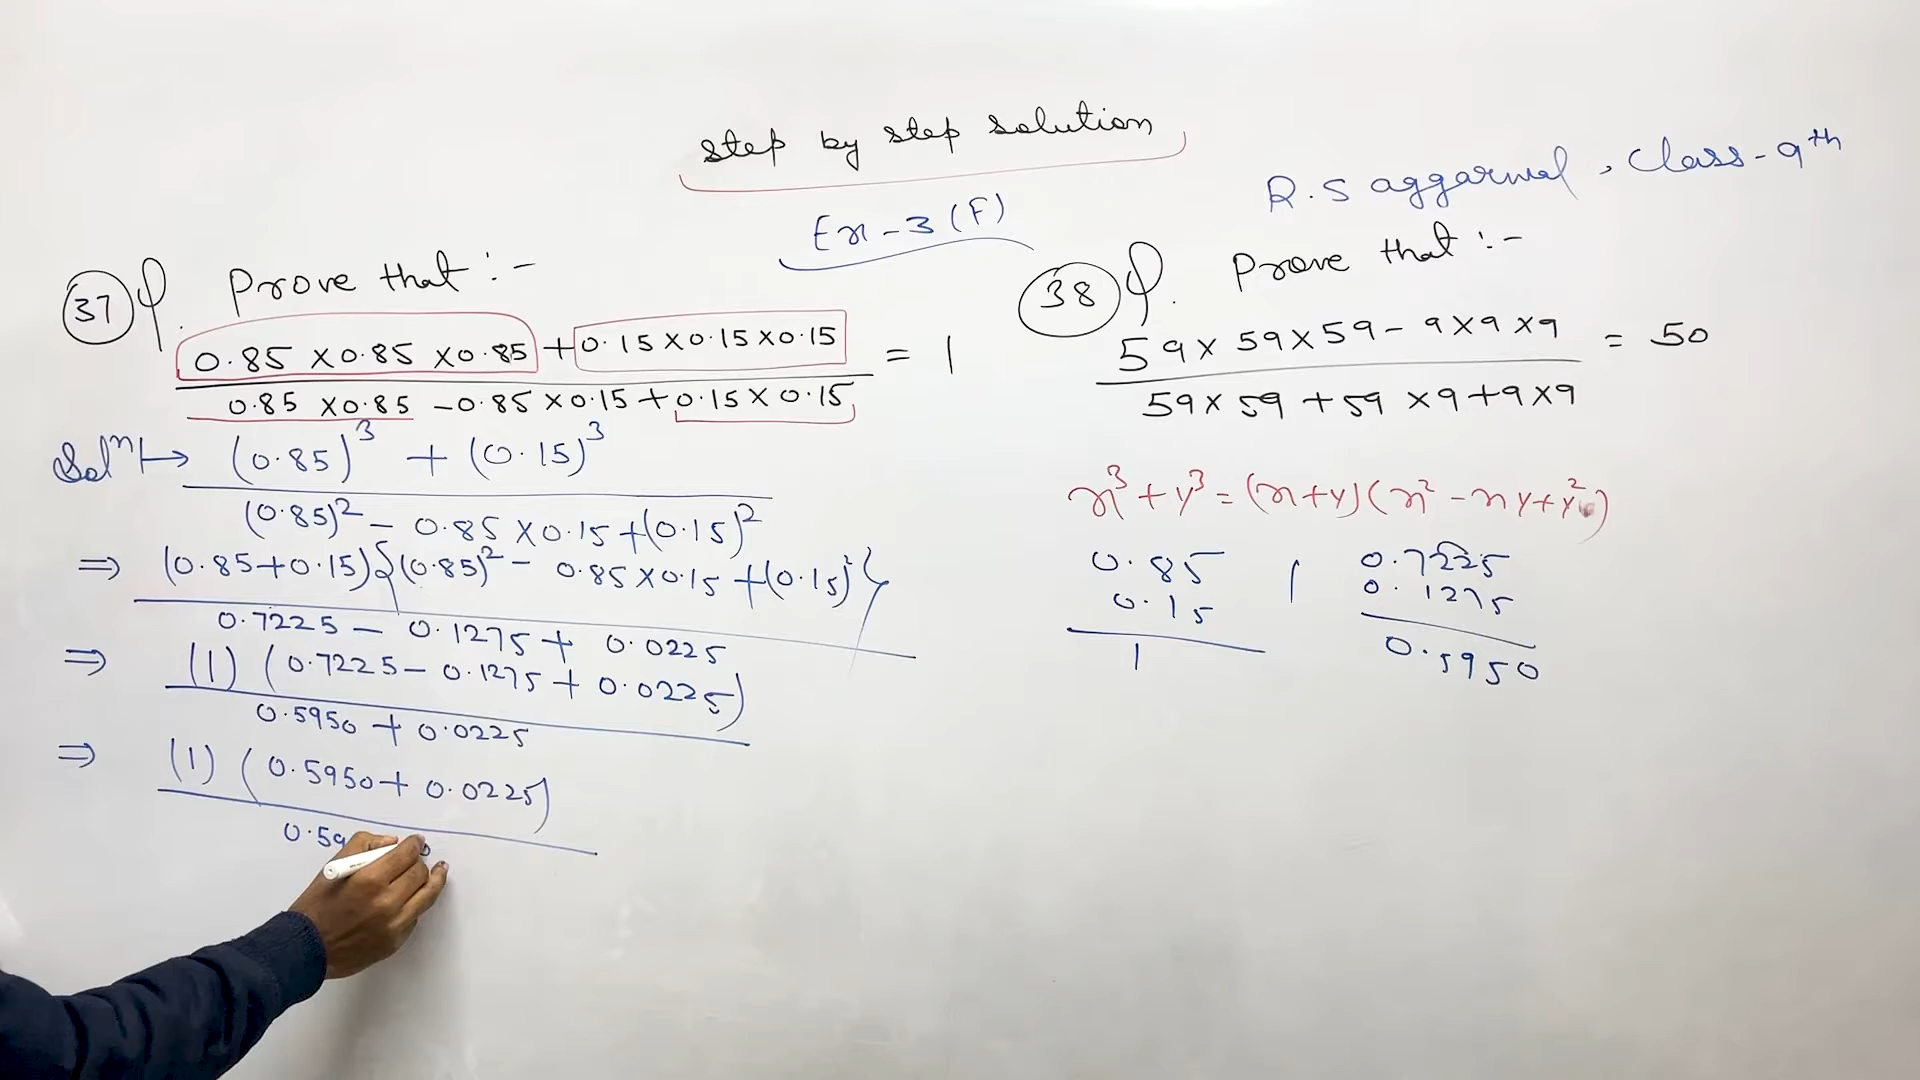 step by step solution
R.S aggarwal, Class-9th
Ex-3(F)
37 Q. Prove that :-
0.85 × 0.85 × 0.85 + 0.15 × 0.15 × 0.15 = 1
0.85 × 0.85 - 0.85 × 0.15 + 0.15 × 0.15
Solⁿ ↦ (0.85)³ + (0.15)³
(0.85)² - 0.85 × 0.15 + (0.15)²
⇒ (0.85+0.15){(0.85)² - 0.85 × 0.15 + (0.15)²}
0.7225 - 0.1275 + 0.0225
⇒ (1) (0.7225 - 0.1275 + 0.0225)
0.5950 + 0.0225
⇒ (1) (0.5950 + 0.0225)
0.59
38 Q. Prove that :-
59 × 59 × 59 - 9 × 9 × 9 = 50
59 × 59 + 59 × 9 + 9 × 9
x³ + y³ = (x+y)(x² - xy + y²)
0.85 | 0.7225
0.15 0.1275
1 0.5950